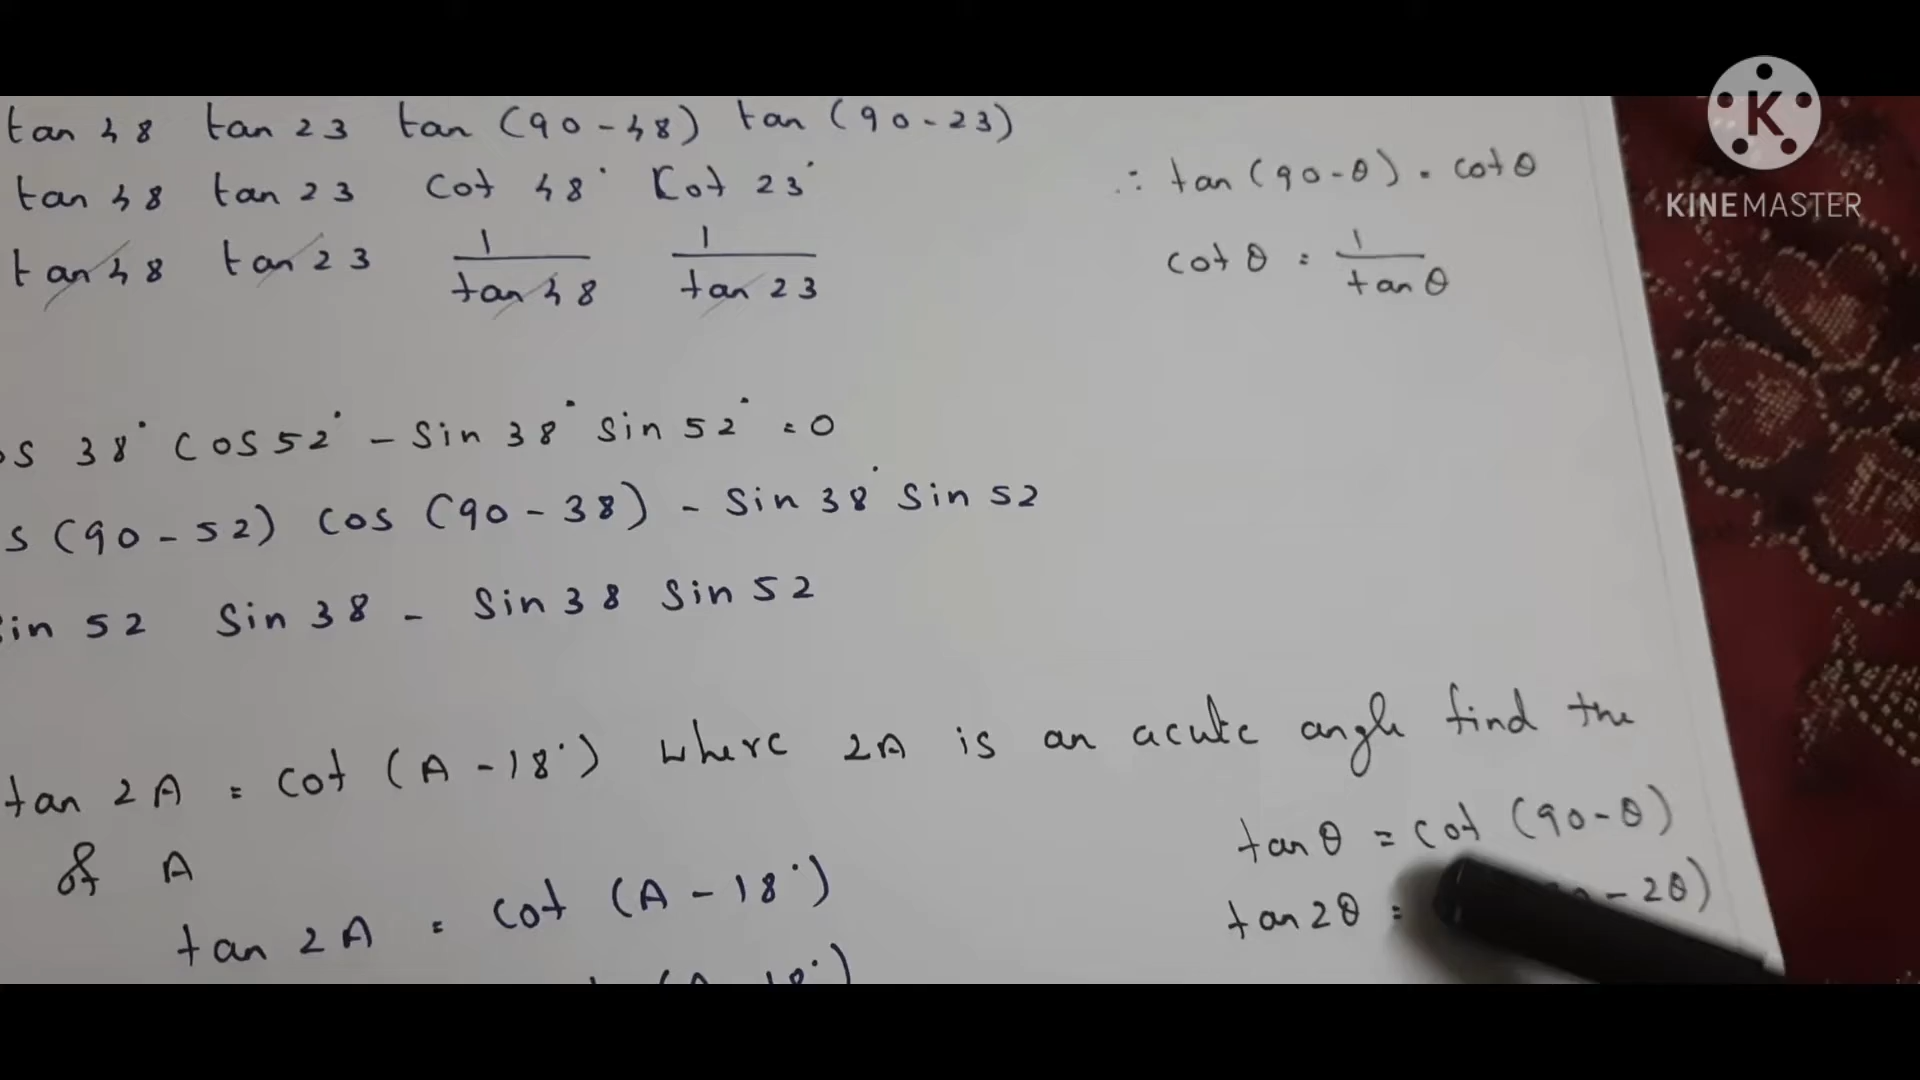 tan 48 tan 23 tan (90-48) tan (90-23)
tan 48 tan 23 cot 48° cot 23°
tan 48 tan 23 1/tan 48 1/tan 23
∴ tan (90-θ) = cot θ
cot θ = 1/tan θ
os 38° cos 52° - sin 38° sin 52° = 0
s (90-52) cos (90-38) - sin 38° sin 52
in 52 sin 38 - sin 38 sin 52
tan 2A = cot (A-18°) where 2A is an acute angle find the
of A
tan 2A = cot (A-18°)
tan θ = cot (90-θ)
tan 2θ = -2θ)
(A-18°)
KINEMASTER